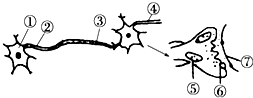 ① ② ③ ④
⑤ ⑥ ⑦